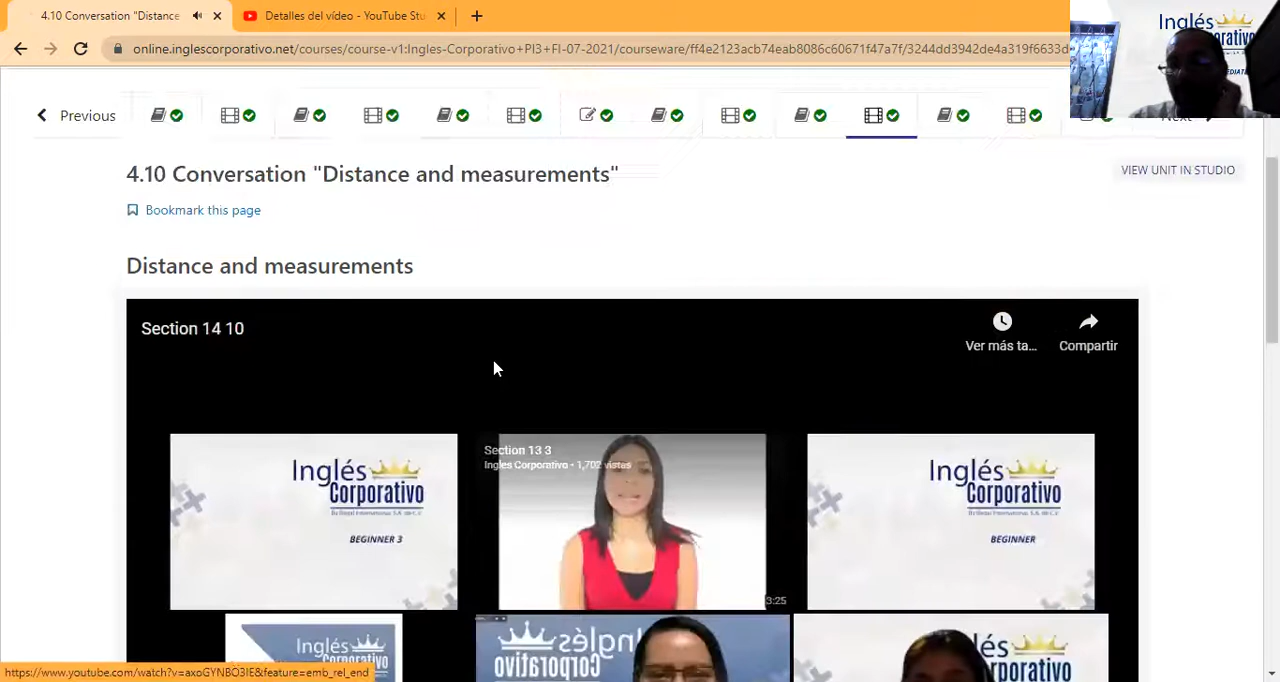 4.10 Conversation "Distance
Detalles del vídeo - YouTube Stu
online.inglescorporativo.net/courses/course-v1:Ingles-Corporativo+PI3+FI-07-2021/courseware/ff4e2123acb74eab8086c60671f47a7f/3244dd3942de4a319f6633d
Inglés
Previous
Next
4.10 Conversation "Distance and measurements"
VIEW UNIT IN STUDIO
Bookmark this page
Distance and measurements
Section 14 10
Ver más ta...
Compartir
Section 13 3
Ingles Corporativo • 1,702 vistas
3:25
Inglés
Corporativo
BEGINNER 3
Inglés
Corporativo
BEGINNER
Inglés
Corporativo
Inglés
Corporativo
https://www.youtube.com/watch?v=axoGYNBO3IE&feature=emb_rel_end